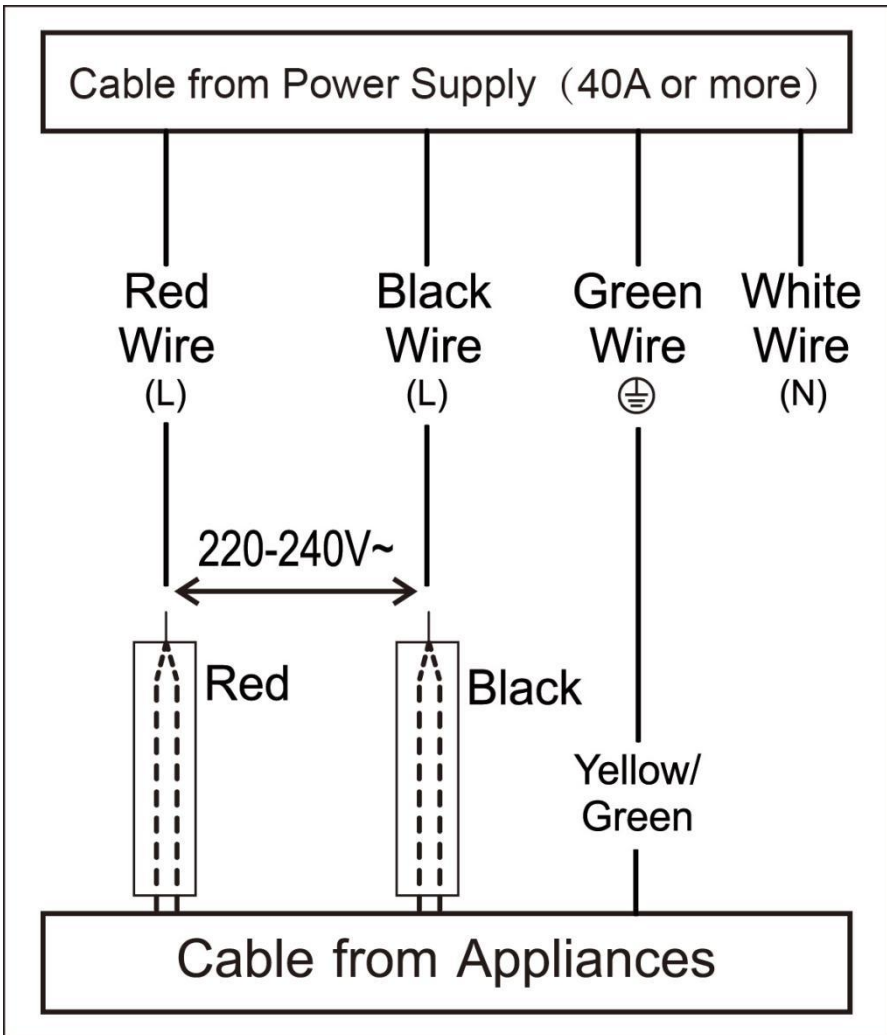 Cable from Power Supply（40A or more）
Red
Wire
(L)
Black
Wire
(L)
Green
Wire
White
Wire
(N)
220-240V~
Red
Black
Yellow/
Green
Cable from Appliances